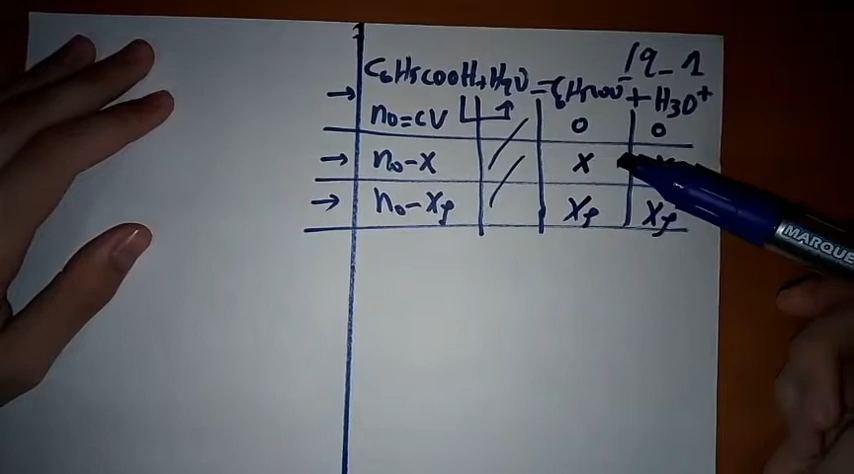 19_1
C6H5COOH + H2O = C6H5COO⁻ + H3O⁺
n₀=CV 0 0
n₀-x x x
n₀-xf xf xf
MARQUE